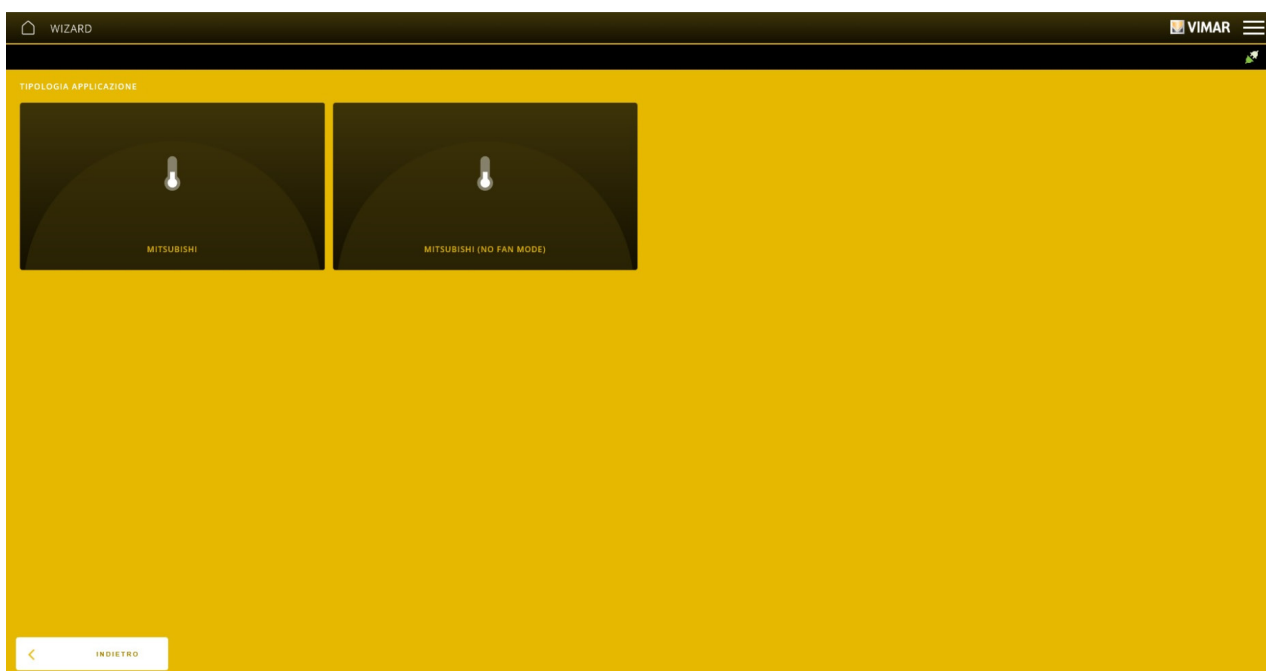 WIZARD
VIMAR
TIPOLOGIA APPLICAZIONE
MITSUBISHI
MITSUBISHI (NO FAN MODE)
INDIETRO